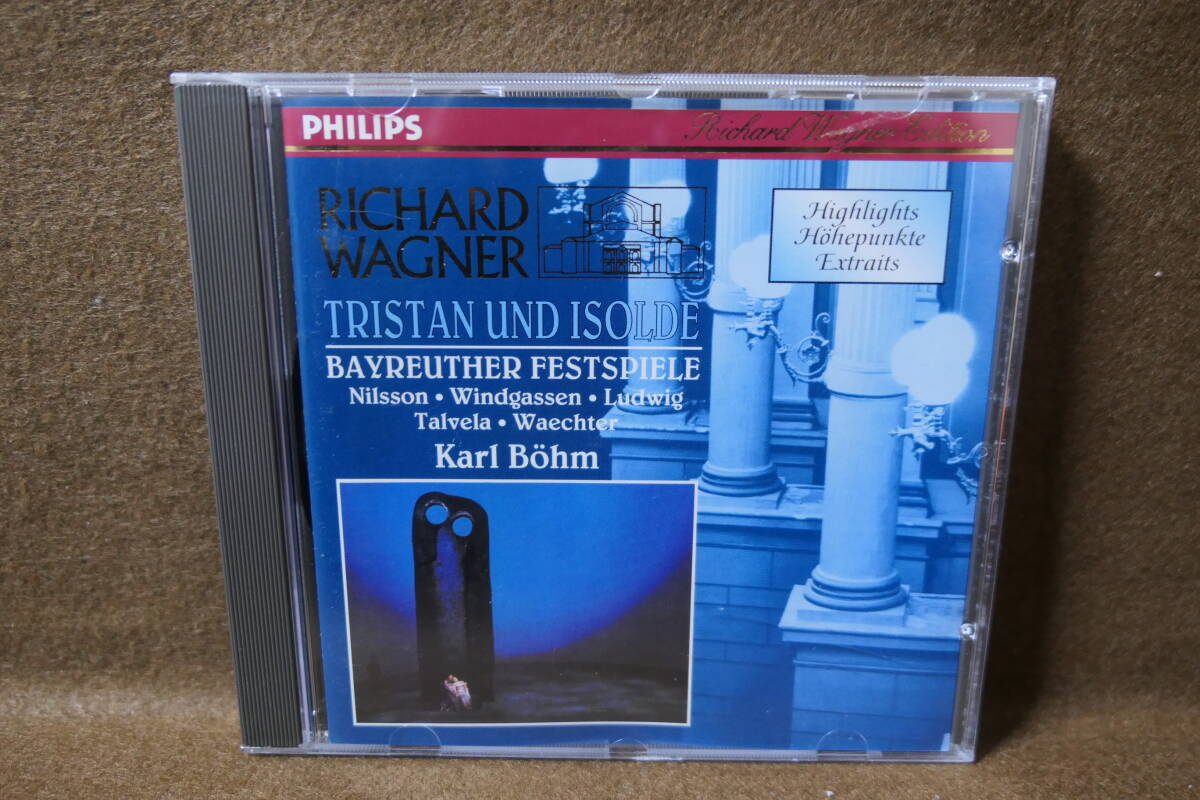 PHILIPS
Richard Wagner Edition
RICHARD
WAGNER
Highlights
Höhepunkte
Extraits
TRISTAN UND ISOLDE
BAYREUTHER FESTSPIELE
Nilsson • Windgassen • Ludwig
Talvela • Waechter
Karl Böhm